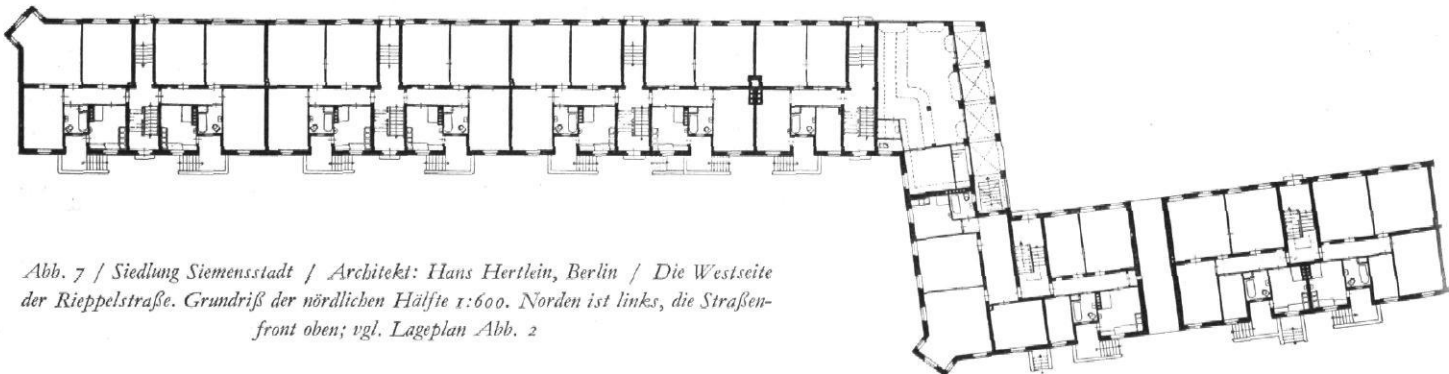 Abb. 7 / Siedlung Siemensstadt / Architekt: Hans Hertlein, Berlin / Die Westseite
der Rieppelstraße. Grundriß der nördlichen Hälfte 1:600. Norden ist links, die Straßen-
front oben; vgl. Lageplan Abb. 2